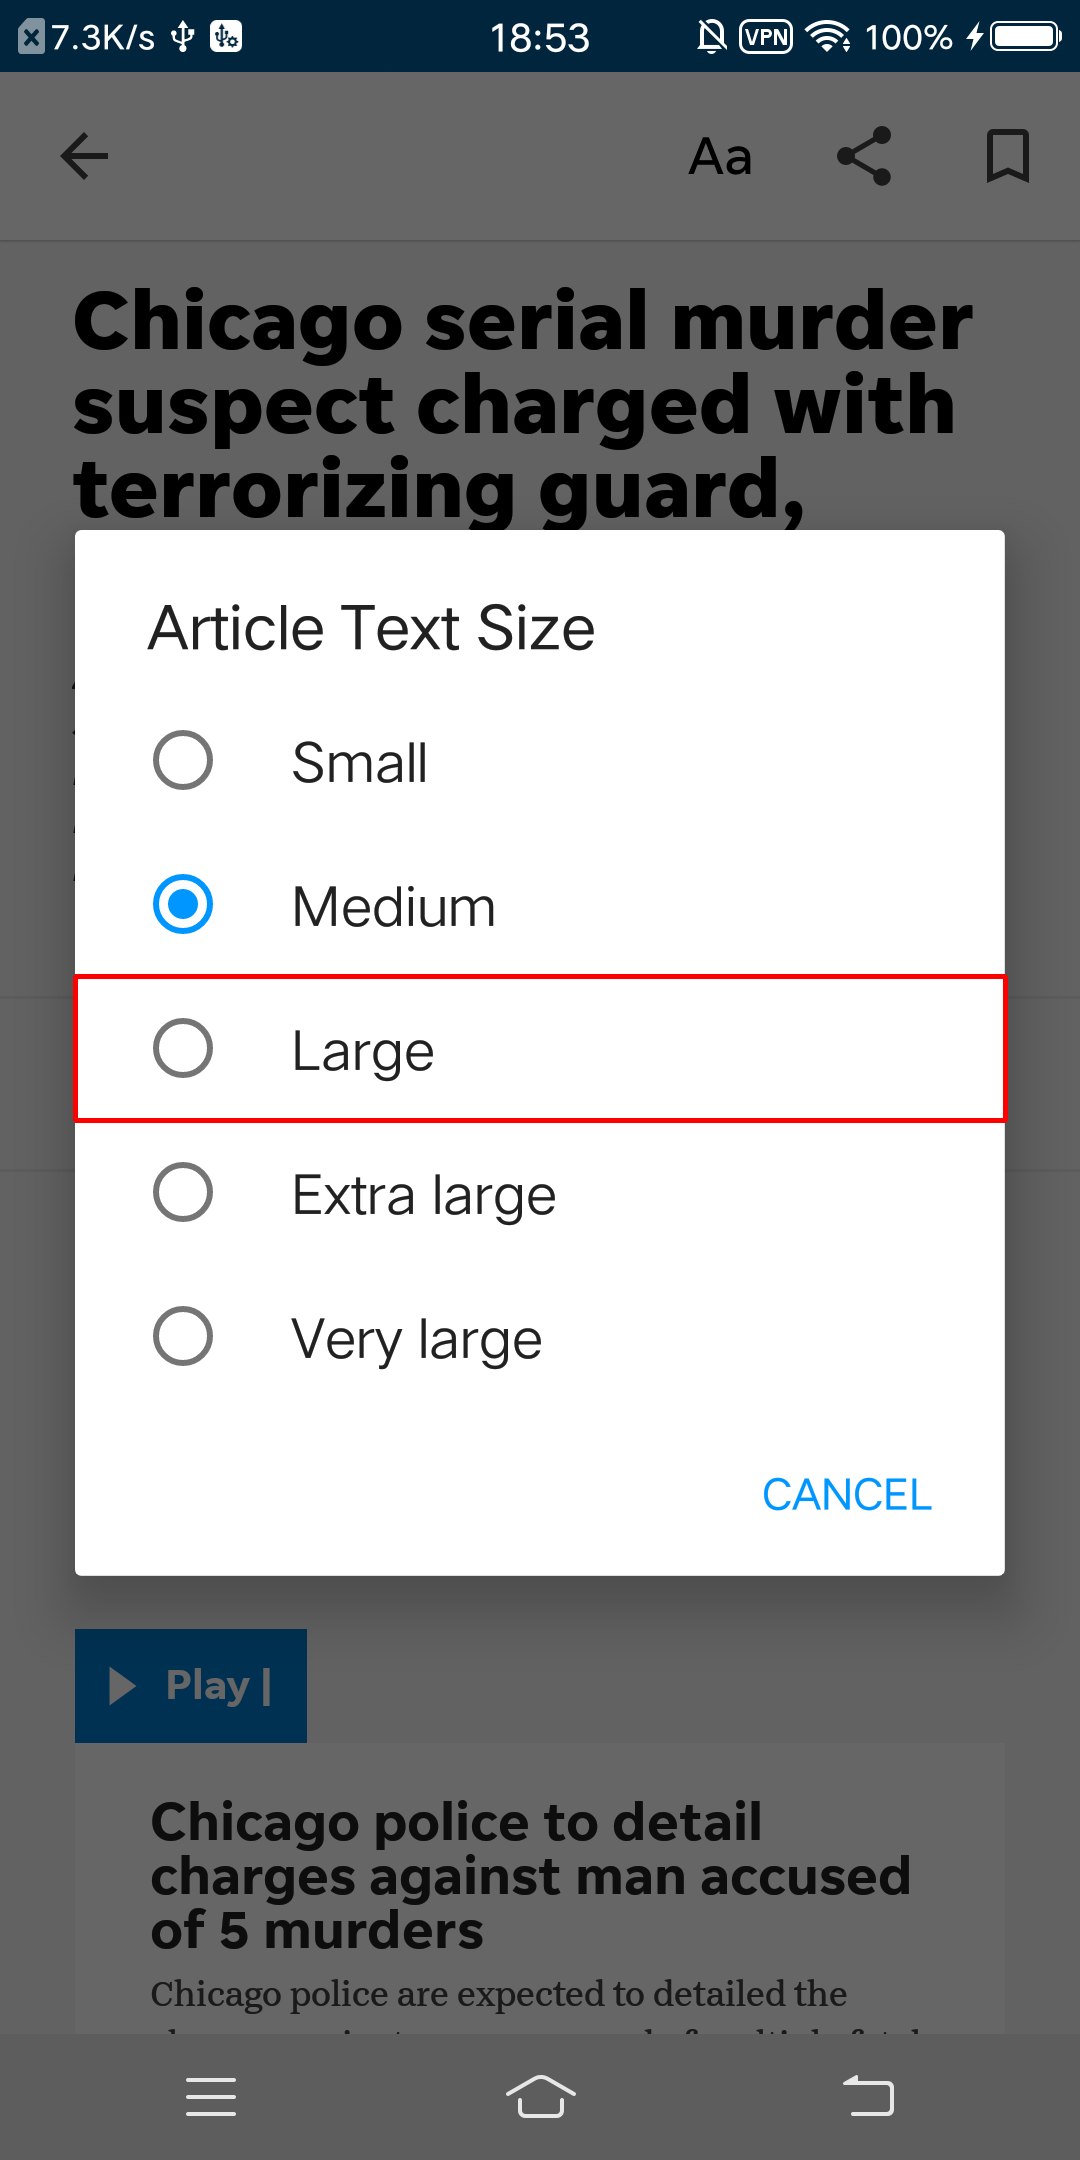 7.3K/s 18:53 VPN 100%
Aa
Chicago serial murder
suspect charged with
terrorizing guard,
Article Text Size
Small
Medium
Large
Extra large
Very large
CANCEL
Play |
Chicago police to detail
charges against man accused
of 5 murders
Chicago police are expected to detailed the